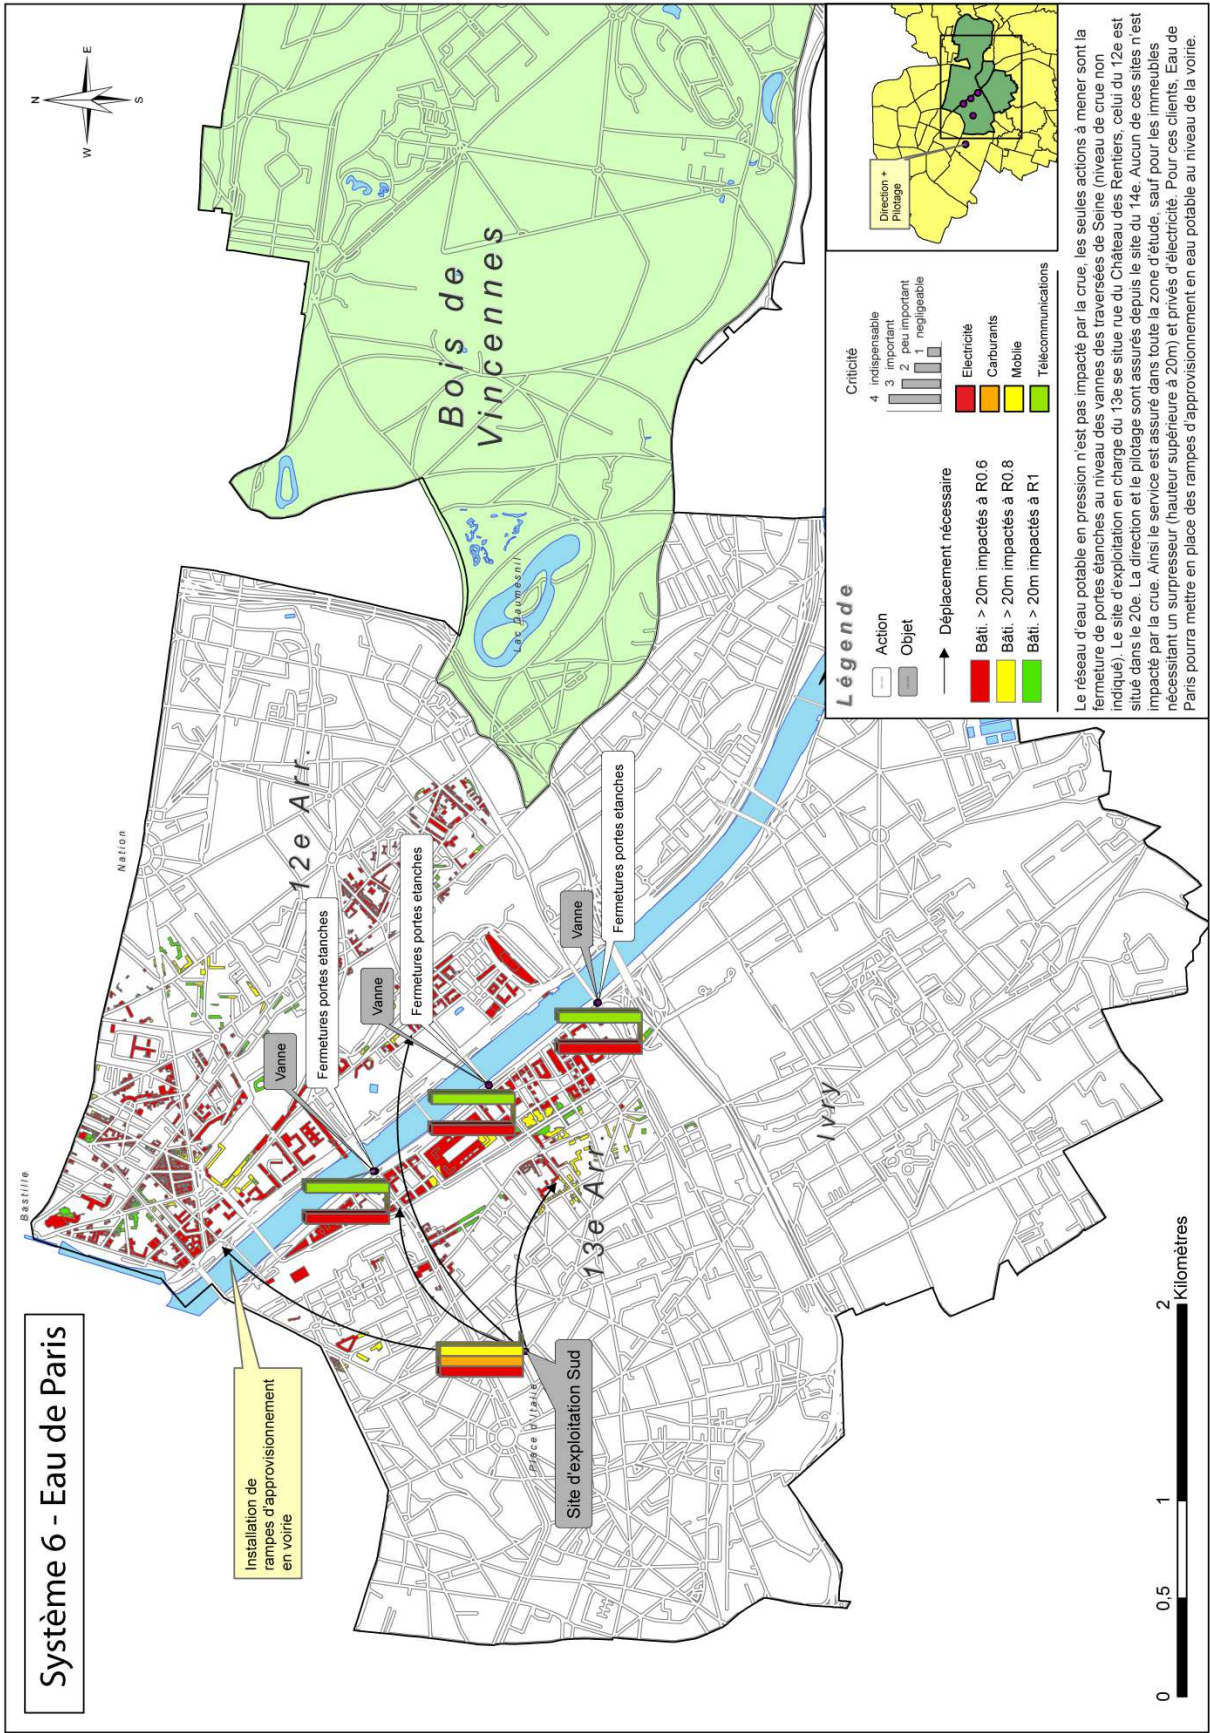 Système 6 - Eau de Paris
N
W
E
S
Bastille
Nation
Installation de
rampes d'approvisionnement
en voirie
12e Arr.
Vanne
Fermetures portes etanches
Vanne
Fermetures portes etanches
Vanne
Fermetures portes etanches
Bois de
Vincennes
Lac Daumesnil
Place d'Italie
Site d'exploitation Sud
13e Arr.
Ivry
0
0,5
1
2
Kilomètres
Légende
Action
Objet
Déplacement nécessaire
Bâti. > 20m impactés à R0.6
Bâti. > 20m impactés à R0.8
Bâti. > 20m impactés à R1
Criticité
4 indispensable
3 important
2 peu important
1 negligeable
Electricité
Carburants
Moblie
Télécommunications
Direction +
Pilotage
Le réseau d'eau potable en pression n'est pas impacté par la crue, les seules actions à mener sont la
fermeture de portes étanches au niveau des vannes des traversées de Seine (niveau de crue non
indiqué). Le site d'exploitation en charge du 13e se situe rue du Château des Rentiers, celui du 12e est
situé dans le 20e. La direction et le pilotage sont assurés depuis le site du 14e. Aucun de ces sites n'est
impacté par la crue. Ainsi le service est assuré dans toute la zone d'étude, sauf pour les immeubles
nécessitant un surpresseur (hauteur supérieure à 20m) et privés d'électricité. Pour ces clients, Eau de
Paris pourra mettre en place des rampes d'approvisionnement en eau potable au niveau de la voirie.